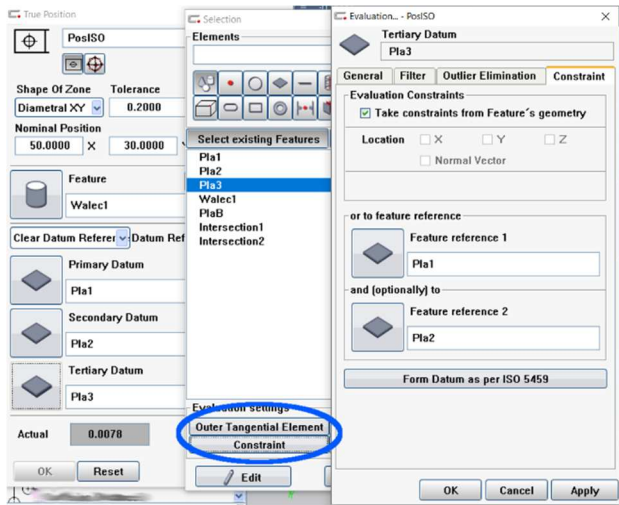 True Position
PosISO
Shape Of Zone Tolerance
Diametral XY 0.2000
Nominal Position
50.0000 X 30.0000
Feature
Walec1
Clear Datum Referer Datum Ref
Primary Datum
Pla1
Secondary Datum
Pla2
Tertiary Datum
Pla3
Actual 0.0078
OK Reset
Selection
Elements
Select existing Features
Pla1
Pla2
Pla3
Walec1
PlaB
Intersection1
Intersection2
Evaluation settings
Outer Tangential Element
Constraint
Edit
Evaluation... - PosISO
Tertiary Datum
Pla3
General Filter Outlier Elimination Constraint
Evaluation Constraints
Take constraints from Feature´s geometry
Location X Y Z
Normal Vector
or to feature reference
Feature reference 1
Pla1
and (optionally) to
Feature reference 2
Pla2
Form Datum as per ISO 5459
OK Cancel Apply